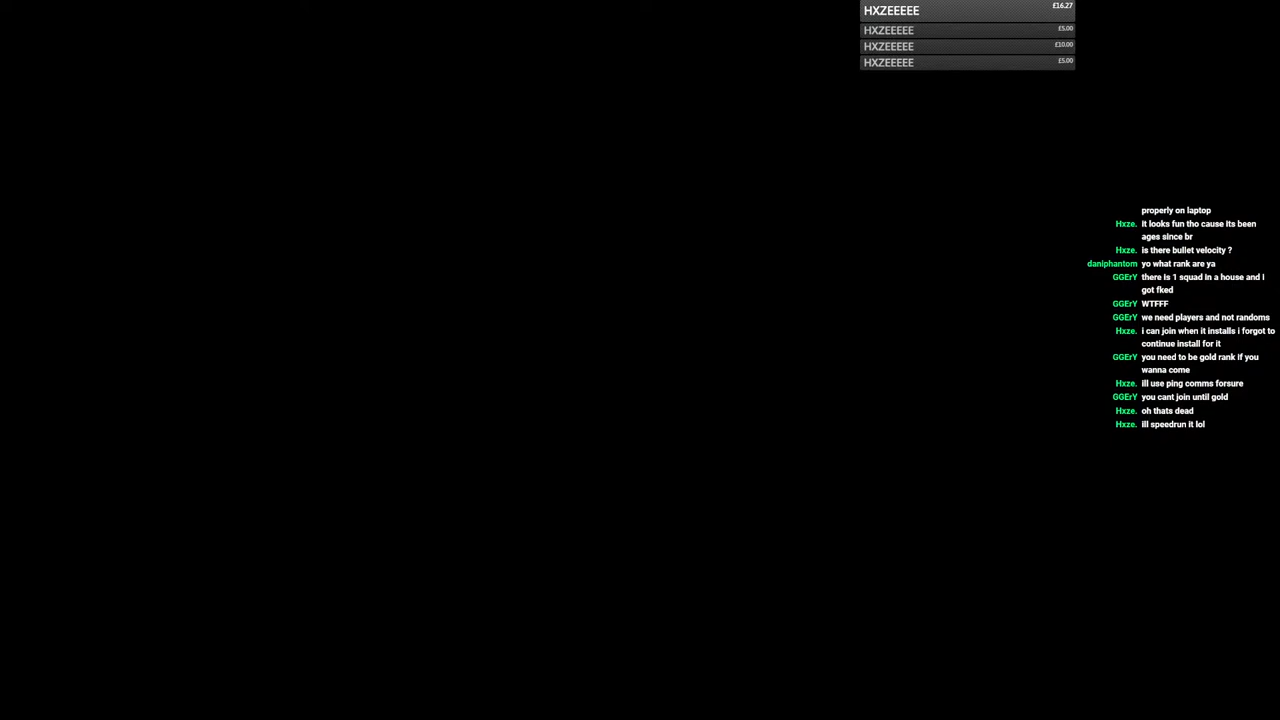 HXZEEEEE £16.27
HXZEEEEE £5.00
HXZEEEEE £10.00
HXZEEEEE £5.00
properly on laptop
Hxze. it looks fun tho cause its been
ages since br
Hxze. is there bullet velocity ?
daniphantom yo what rank are ya
GGErY there is 1 squad in a house and i
got fked
GGErY WTFFF
GGErY we need players and not randoms
Hxze. i can join when it installs i forgot to
continue install for it
GGErY you need to be gold rank if you
wanna come
Hxze. ill use ping comms forsure
GGErY you cant join until gold
Hxze. oh thats dead
Hxze. ill speedrun it lol